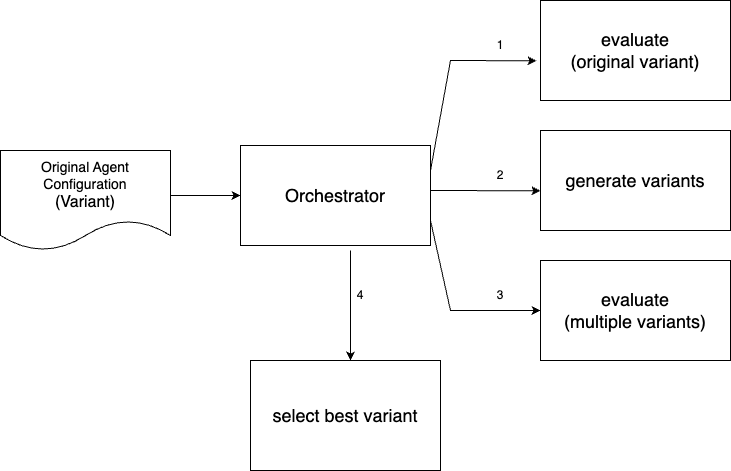 1
evaluate
(original variant)
Original Agent
Configuration
(Variant)
Orchestrator
2
generate variants
3
evaluate
(multiple variants)
4
select best variant